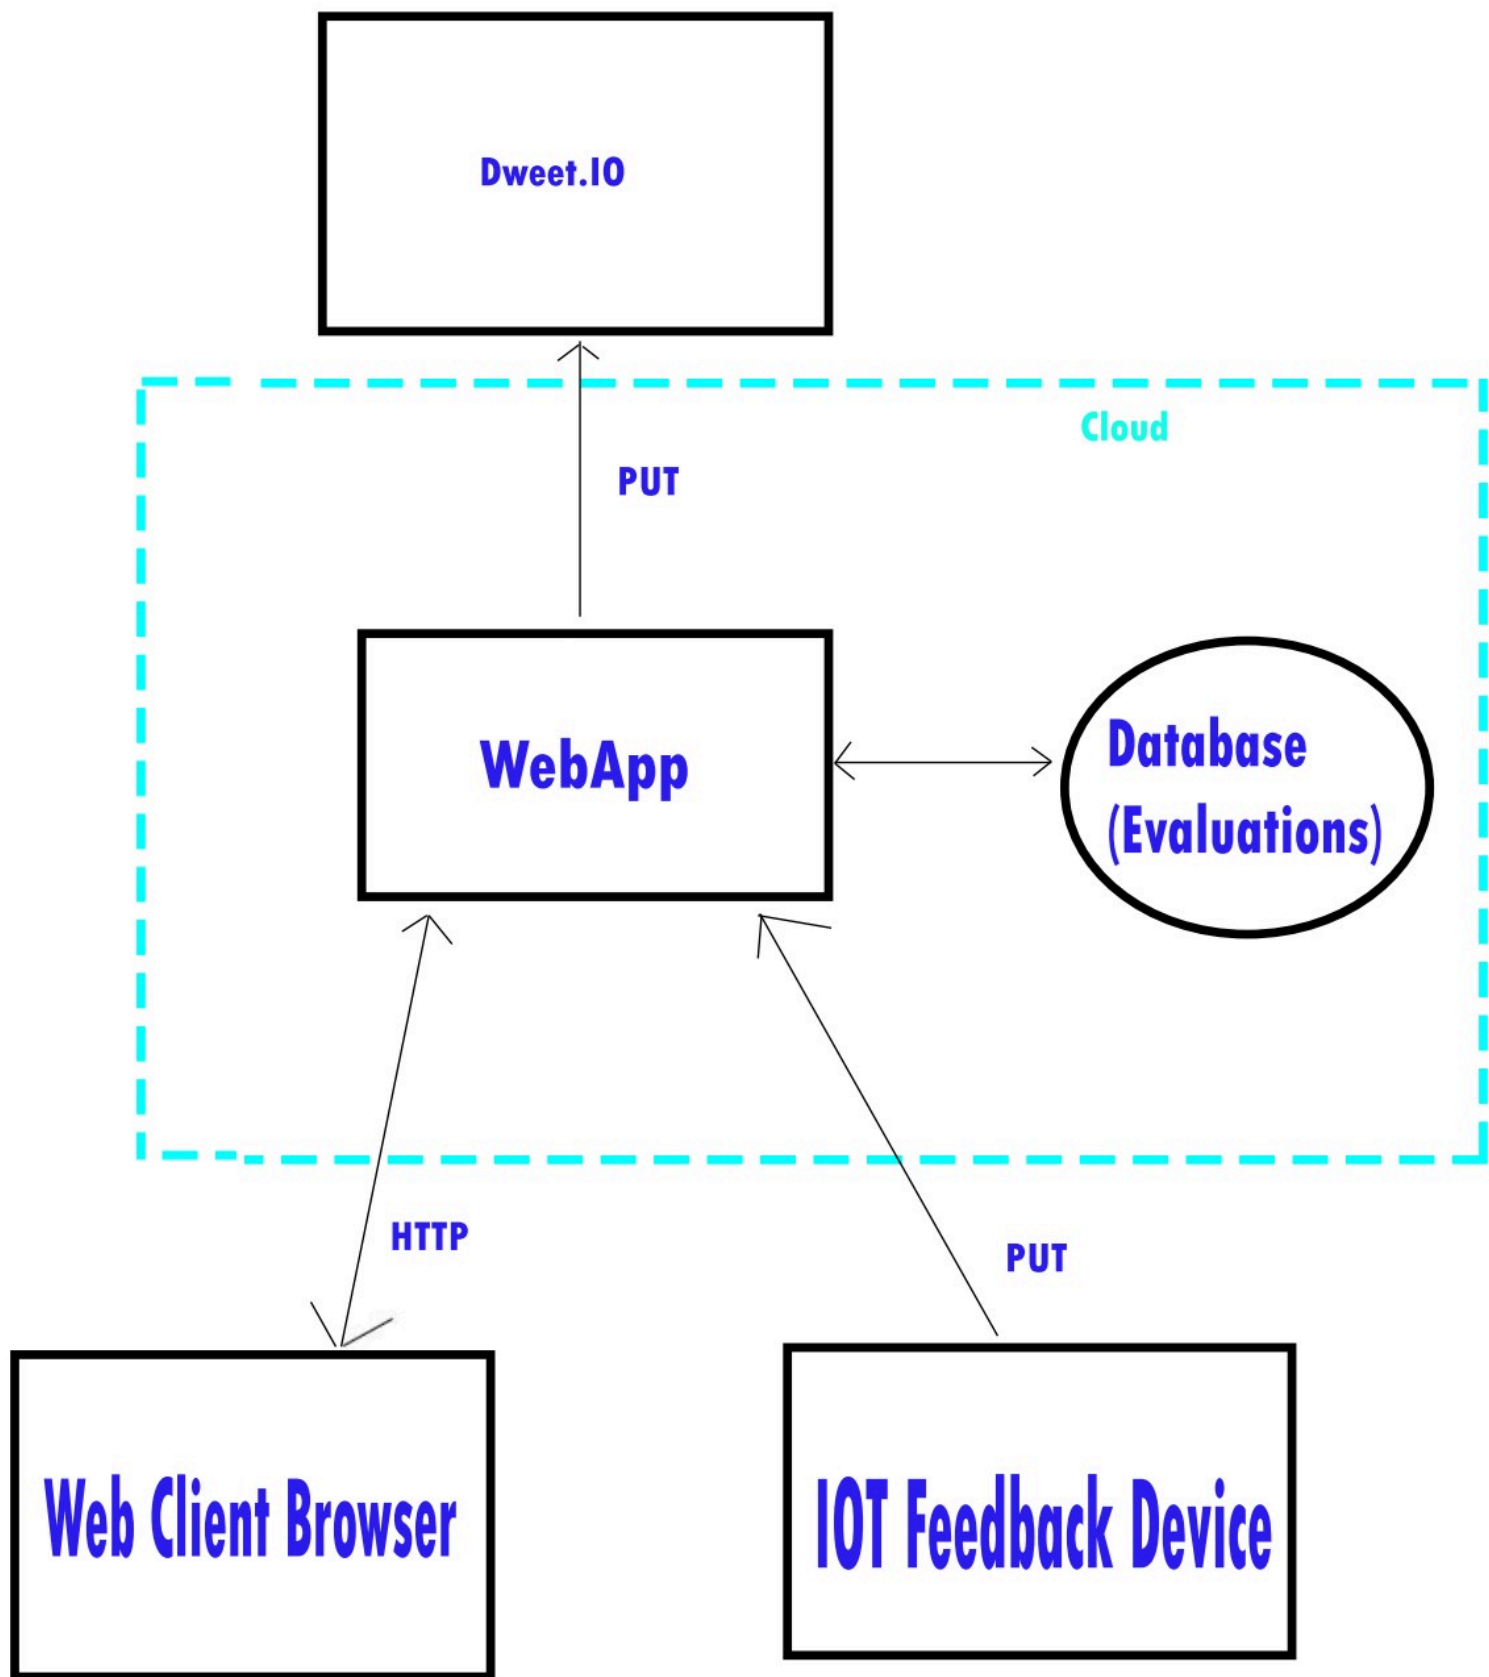 Dweet.IO
Cloud
PUT
WebApp
Database
(Evaluations)
HTTP
PUT
Web Client Browser
IOT Feedback Device